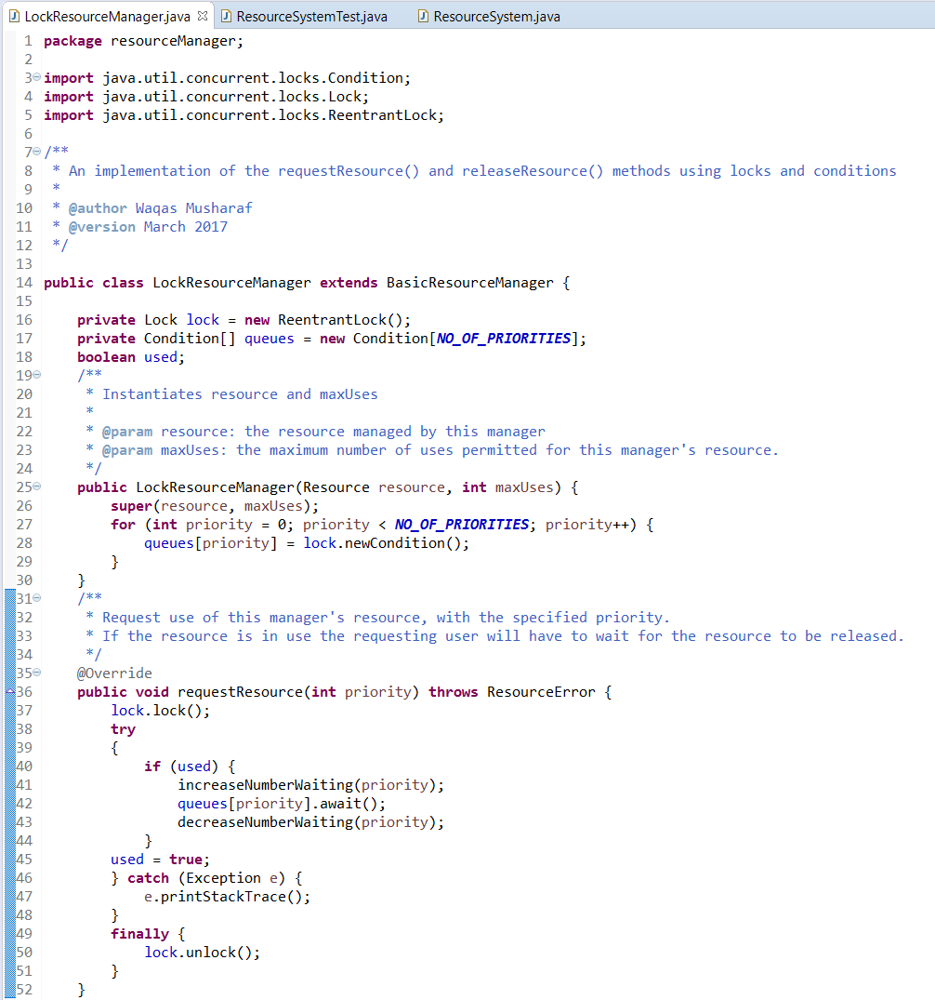 LockResourceManager.java ResourceSystemTest.java ResourceSystem.java
1 package resourceManager;
2
3 import java.util.concurrent.locks.Condition;
4 import java.util.concurrent.locks.Lock;
5 import java.util.concurrent.locks.ReentrantLock;
6
7 /**
8 * An implementation of the requestResource() and releaseResource() methods using locks and conditions
9 *
10 * @author Waqas Musharaf
11 * @version March 2017
12 */
13
14 public class LockResourceManager extends BasicResourceManager {
15
16 private Lock lock = new ReentrantLock();
17 private Condition[] queues = new Condition[NO_OF_PRIORITIES];
18 boolean used;
19 /**
20 * Instantiates resource and maxUses
21 *
22 * @param resource: the resource managed by this manager
23 * @param maxUses: the maximum number of uses permitted for this manager's resource.
24 */
25 public LockResourceManager(Resource resource, int maxUses) {
26 super(resource, maxUses);
27 for (int priority = 0; priority < NO_OF_PRIORITIES; priority++) {
28 queues[priority] = lock.newCondition();
29 }
30 }
31 /**
32 * Request use of this manager's resource, with the specified priority.
33 * If the resource is in use the requesting user will have to wait for the resource to be released.
34 */
35 @Override
36 public void requestResource(int priority) throws ResourceError {
37 lock.lock();
38 try
39 {
40 if (used) {
41 increaseNumberWaiting(priority);
42 queues[priority].await();
43 decreaseNumberWaiting(priority);
44 }
45 used = true;
46 } catch (Exception e) {
47 e.printStackTrace();
48 }
49 finally {
50 lock.unlock();
51 }
52 }